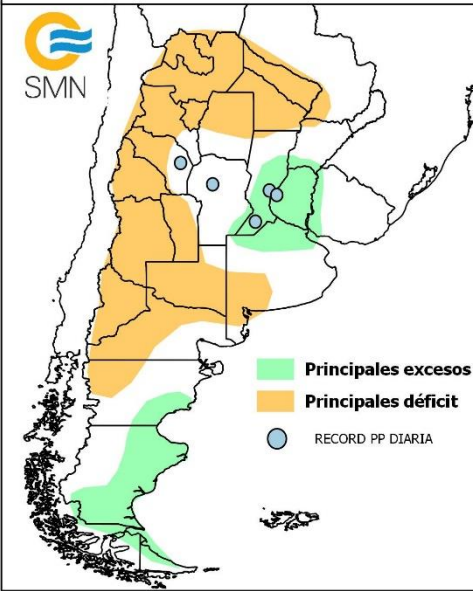 SMN
Principales excesos
Principales déficit
RECORD PP DIARIA